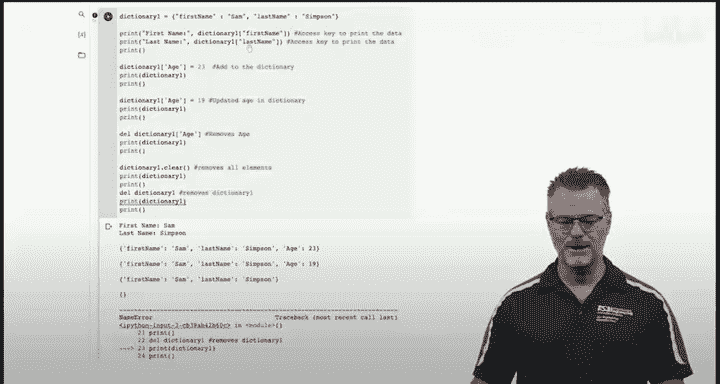 dictionary1 = {"firstName" : "Sam", "lastName" : "Simpson"}
print("First Name:", dictionary1["firstName"]) #Access key to print the data
print("Last Name:", dictionary1["lastName"]) #Access key to print the data
print()
dictionary1['Age'] = 23 #Add to the dictionary
print(dictionary1)
print()
dictionary1['Age'] = 19 #Updated age in dictionary
print(dictionary1)
print()
del dictionary1['Age'] #Removes Age
print(dictionary1)
print()
dictionary1.clear() #removes all elements
print(dictionary1)
print()
del dictionary1 #removes dictionary1
print(dictionary1)
print()
First Name: Sam
Last Name: Simpson
{'firstName': 'Sam', 'lastName': 'Simpson', 'Age': 23}
{'firstName': 'Sam', 'lastName': 'Simpson', 'Age': 19}
{'firstName': 'Sam', 'lastName': 'Simpson'}
{}
NameError Traceback (most recent call last)
in <module>()
21 print()
22 del dictionary1 #removes dictionary1
---> 23 print(dictionary1)
24 print()